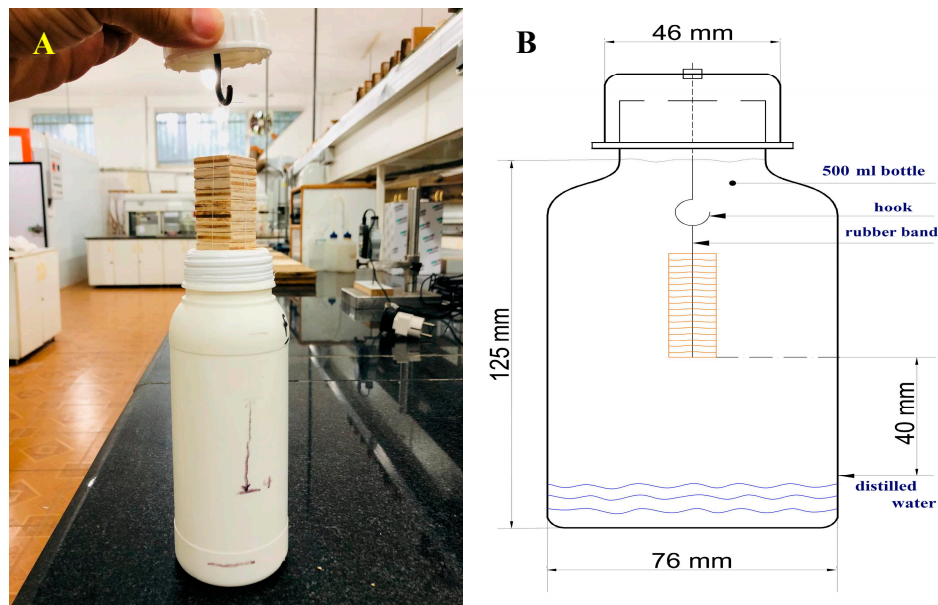 A
B
46 mm
500 ml bottle
hook
rubber band
125 mm
40 mm
distilled
water
76 mm